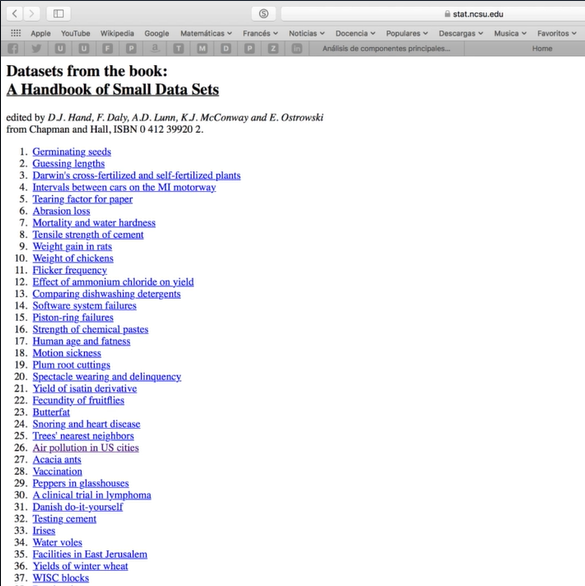 stat.ncsu.edu
Apple YouTube Wikipedia Google Matemáticas Francés Noticias Docencia Populares Descargas Musica Favoritos
U U F P a. T M D P Z in Análisis de componentes principales... Home
Datasets from the book:
A Handbook of Small Data Sets
edited by D.J. Hand, F. Daly, A.D. Lunn, K.J. McConway and E. Ostrowski
from Chapman and Hall, ISBN 0 412 39920 2.
1. Germinating seeds
2. Guessing lengths
3. Darwin's cross-fertilized and self-fertilized plants
4. Intervals between cars on the MI motorway
5. Tearing factor for paper
6. Abrasion loss
7. Mortality and water hardness
8. Tensile strength of cement
9. Weight gain in rats
10. Weight of chickens
11. Flicker frequency
12. Effect of ammonium chloride on yield
13. Comparing dishwashing detergents
14. Software system failures
15. Piston-ring failures
16. Strength of chemical pastes
17. Human age and fatness
18. Motion sickness
19. Plum root cuttings
20. Spectacle wearing and delinquency
21. Yield of isatin derivative
22. Fecundity of fruitflies
23. Butterfat
24. Snoring and heart disease
25. Trees' nearest neighbors
26. Air pollution in US cities
27. Acacia ants
28. Vaccination
29. Peppers in glasshouses
30. A clinical trial in lymphoma
31. Danish do-it-yourself
32. Testing cement
33. Irises
34. Water voles
35. Facilities in East Jerusalem
36. Yields of winter wheat
37. WISC blocks